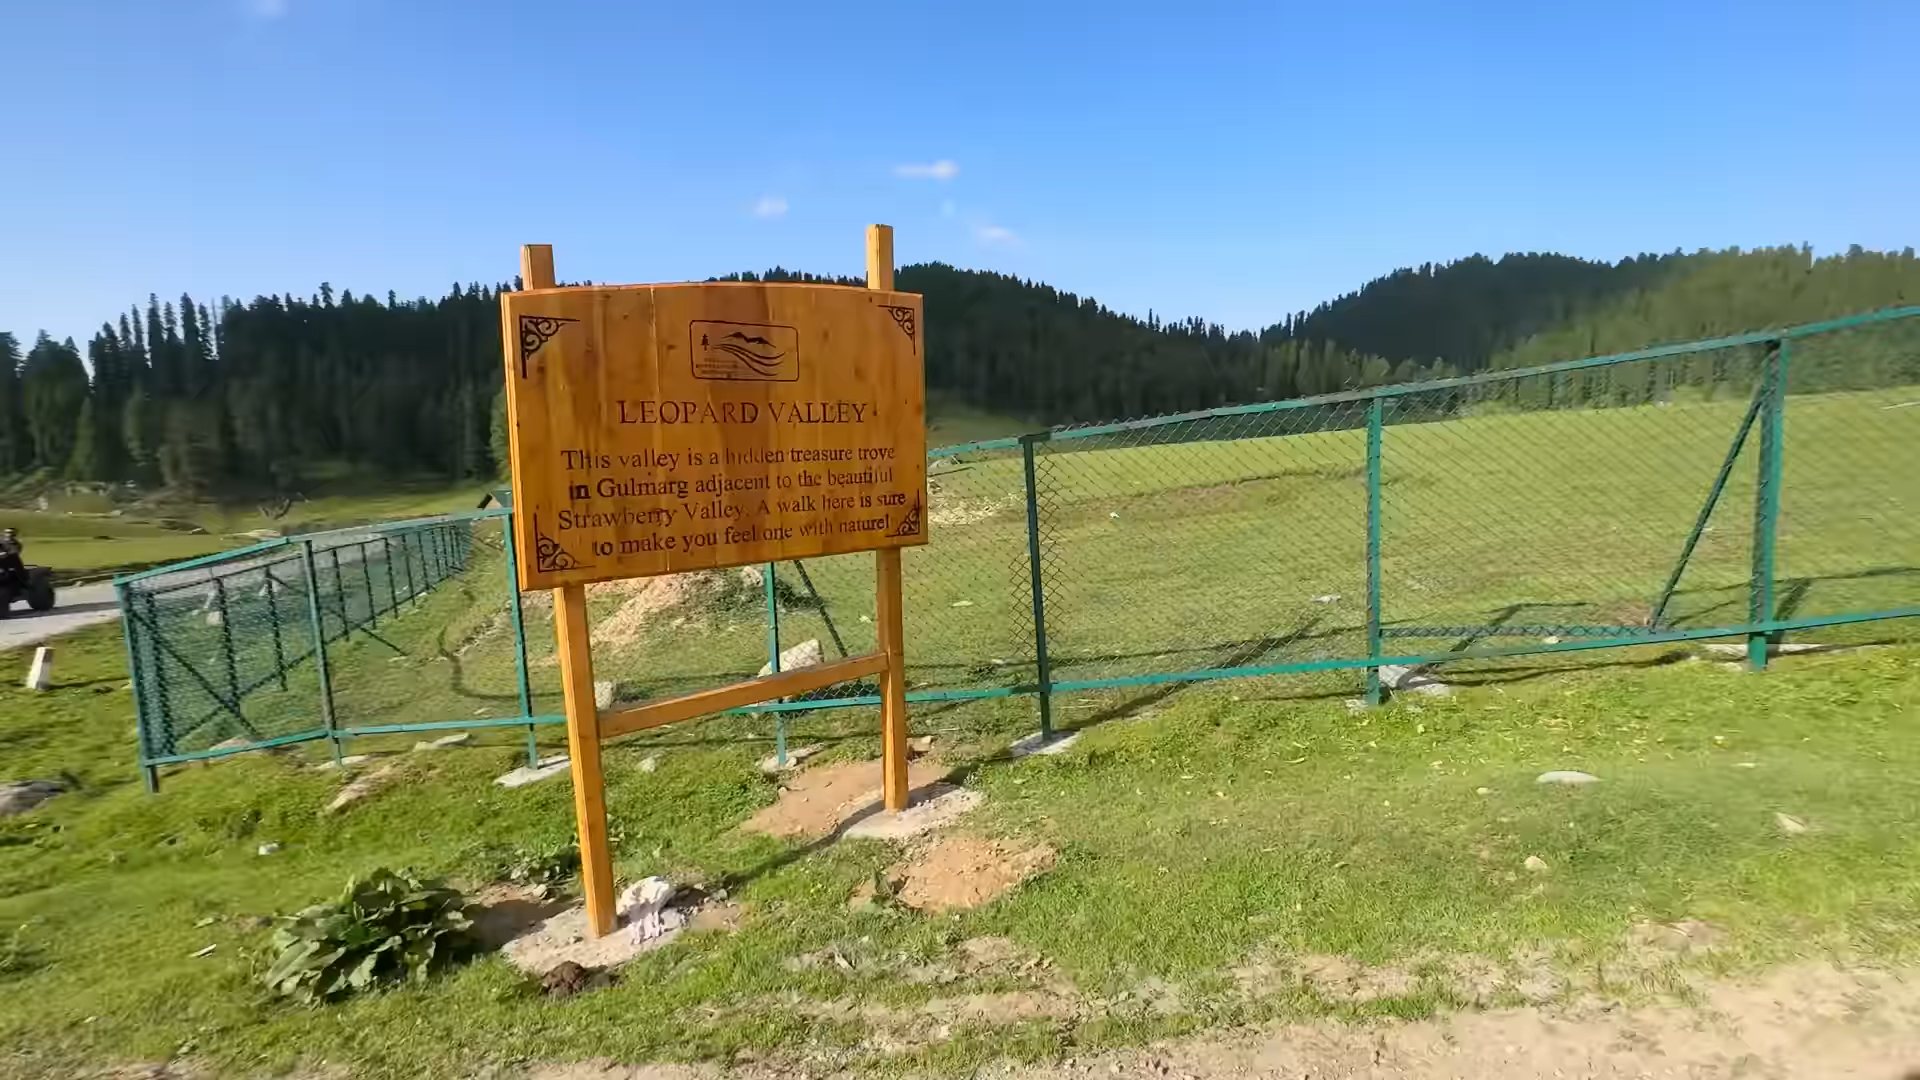 LEOPARD VALLEY
This valley is a hidden treasure trove
in Gulmarg adjacent to the beautiful
Strawberry Valley. A walk here is sure
to make you feel one with nature!